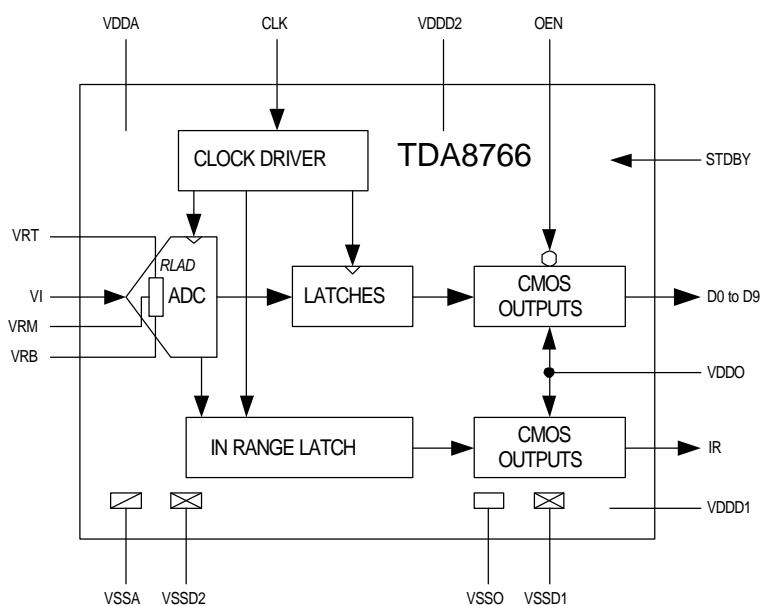 VDDA
CLK
VDDD2
OEN
CLOCK DRIVER
TDA8766
STDBY
VRT
RLAD
VI
ADC
LATCHES
CMOS
OUTPUTS
D0 to D9
VRM
VRB
VDDO
IN RANGE LATCH
CMOS
OUTPUTS
IR
VDDD1
VSSA
VSSD2
VSSO
VSSD1